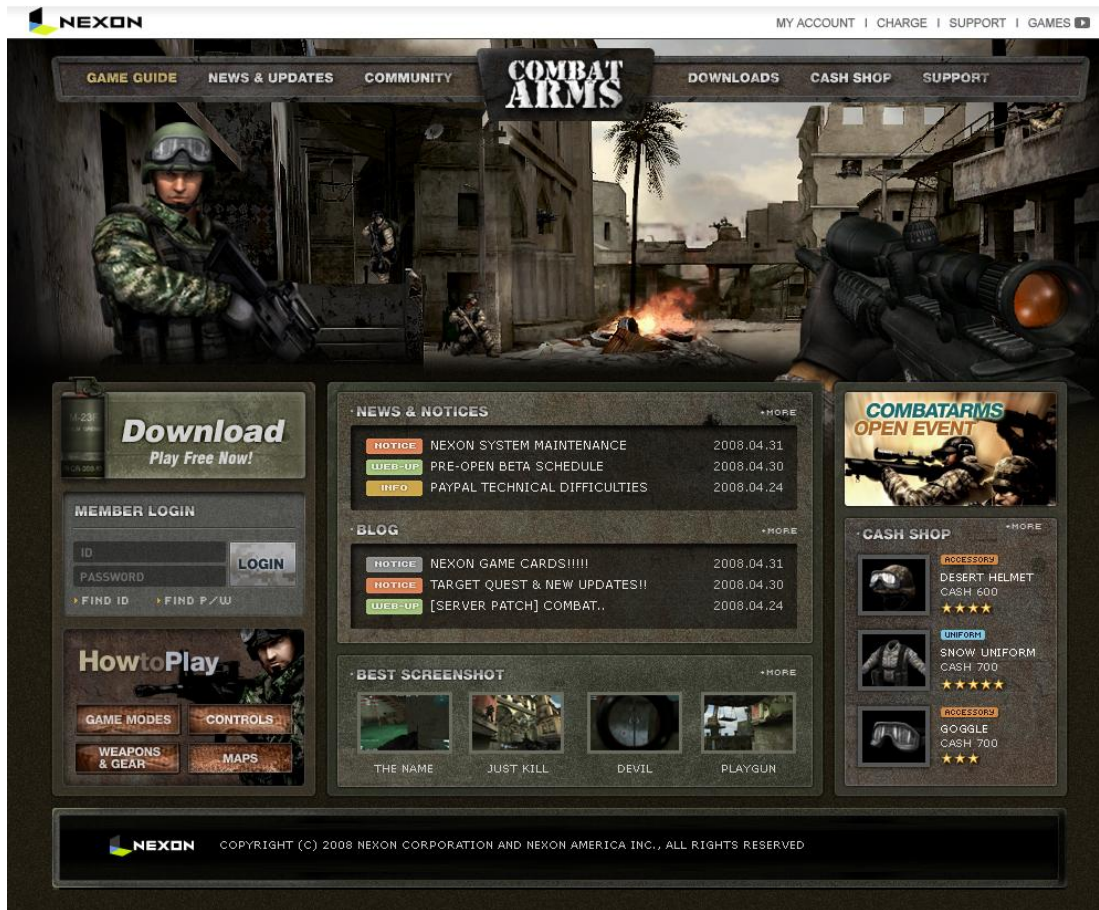 NEXON
MY ACCOUNT | CHARGE | SUPPORT | GAMES
GAME GUIDE NEWS & UPDATES COMMUNITY
COMBAT
ARMS
DOWNLOADS CASH SHOP SUPPORT
Download
Play Free Now!
MEMBER LOGIN
ID
PASSWORD
LOGIN
FIND ID FIND P/W
HowtoPlay
GAME MODES CONTROLS
WEAPONS
& GEAR
MAPS
NEWS & NOTICES MORE
NOTICE NEXON SYSTEM MAINTENANCE 2008.04.31
WEB-UP PRE-OPEN BETA SCHEDULE 2008.04.30
INFO PAYPAL TECHNICAL DIFFICULTIES 2008.04.24
BLOG MORE
NOTICE NEXON GAME CARDS!!!!! 2008.04.31
NOTICE TARGET QUEST & NEW UPDATES!! 2008.04.30
WEB-UP [SERVER PATCH] COMBAT.. 2008.04.24
BEST SCREENSHOT MORE
THE NAME JUST KILL DEVIL PLAYGUN
COMBATARMS
OPEN EVENT
CASH SHOP MORE
ACCESSORY
DESERT HELMET
CASH 600
UNIFORM
SNOW UNIFORM
CASH 700
ACCESSORY
GOGGLE
CASH 700
NEXON COPYRIGHT (C) 2008 NEXON CORPORATION AND NEXON AMERICA INC., ALL RIGHTS RESERVED